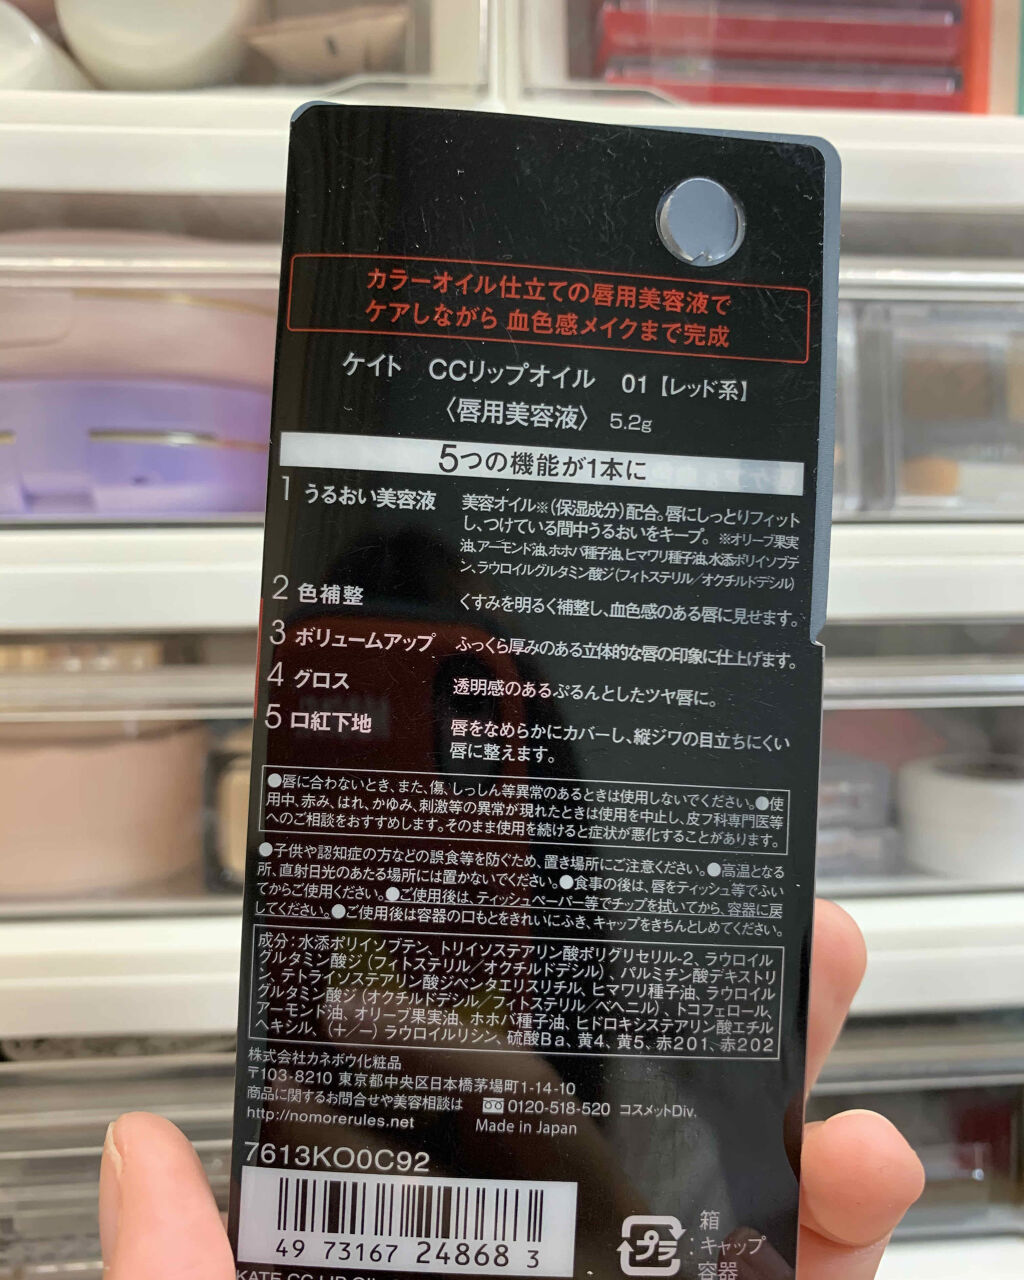 カラーオイル仕立ての唇用美容液で
ケアしながら 血色感メイクまで完成
ケイト CCリップオイル 01【レッド系】
〈唇用美容液〉 5.2g
5つの機能が1本に
1 うるおい美容液 美容オイル※(保湿成分)配合。唇にしっとりフィット
し、つけている間中うるおいをキープ。 ※オリーブ果実
油、アーモンド油、ホホバ種子油、ヒマワリ種子油、水添ポリイソブテ
ン、ラウロイルグルタミン酸ジ(フィトステリル/オクチルドデシル)
2 色補整 くすみを明るく補整し、血色感のある唇に見せます。
3 ボリュームアップ ふっくら厚みのある立体的な唇の印象に仕上げます。
4 グロス 透明感のあるぷるんとしたツヤ唇に。
5 口紅下地 唇をなめらかにカバーし、縦ジワの目立ちにくい
唇に整えます。
●唇に合わないとき、また、傷、しっしん等異常のあるときは使用しないでください。●使
用中、赤み、はれ、かゆみ、刺激等の異常が現れたときは使用を中止し、皮フ科専門医等
へのご相談をおすすめします。そのまま使用を続けると症状が悪化することがあります。
●子供や認知症の方などの誤食等を防ぐため、置き場所にご注意ください。●高温となる
所、直射日光のあたる場所には置かないでください。●食事の後は、唇をティッシュ等でふい
てからご使用ください。●ご使用後は、ティッシュペーパー等でチップを拭いてから、容器に戻
してください。●ご使用後は容器の口もとをきれいにふき、キャップをきちんとしめてください。
成分:水添ポリイソブテン、トリイソステアリン酸ポリグリセリル-2、ラウロイル
グルタミン酸ジ(フィトステリル/オクチルドデシル)、パルミチン酸デキストリ
ン、テトライソステアリン酸ジペンタエリスリチル、ヒマワリ種子油、ラウロイル
グルタミン酸ジ(オクチルドデシル/フィトステリル/ベヘニル)、トコフェロール、
アーモンド油、オリーブ果実油、ホホバ種子油、ヒドロキシステアリン酸エチル
ヘキシル、(+/-)ラウロイルリシン、硫酸Ba、黄4、黄5、赤201、赤202
株式会社カネボウ化粧品
〒103-8210 東京都中央区日本橋茅場町1-14-10
商品に関するお問合せや美容相談は 0120-518-520 コスメットDiv.
http://nomorerules.net Made in Japan
7613KO0C92
49 73167 24868 3
プラ
箱
:キャップ
容器
KATE CC LIP OIL